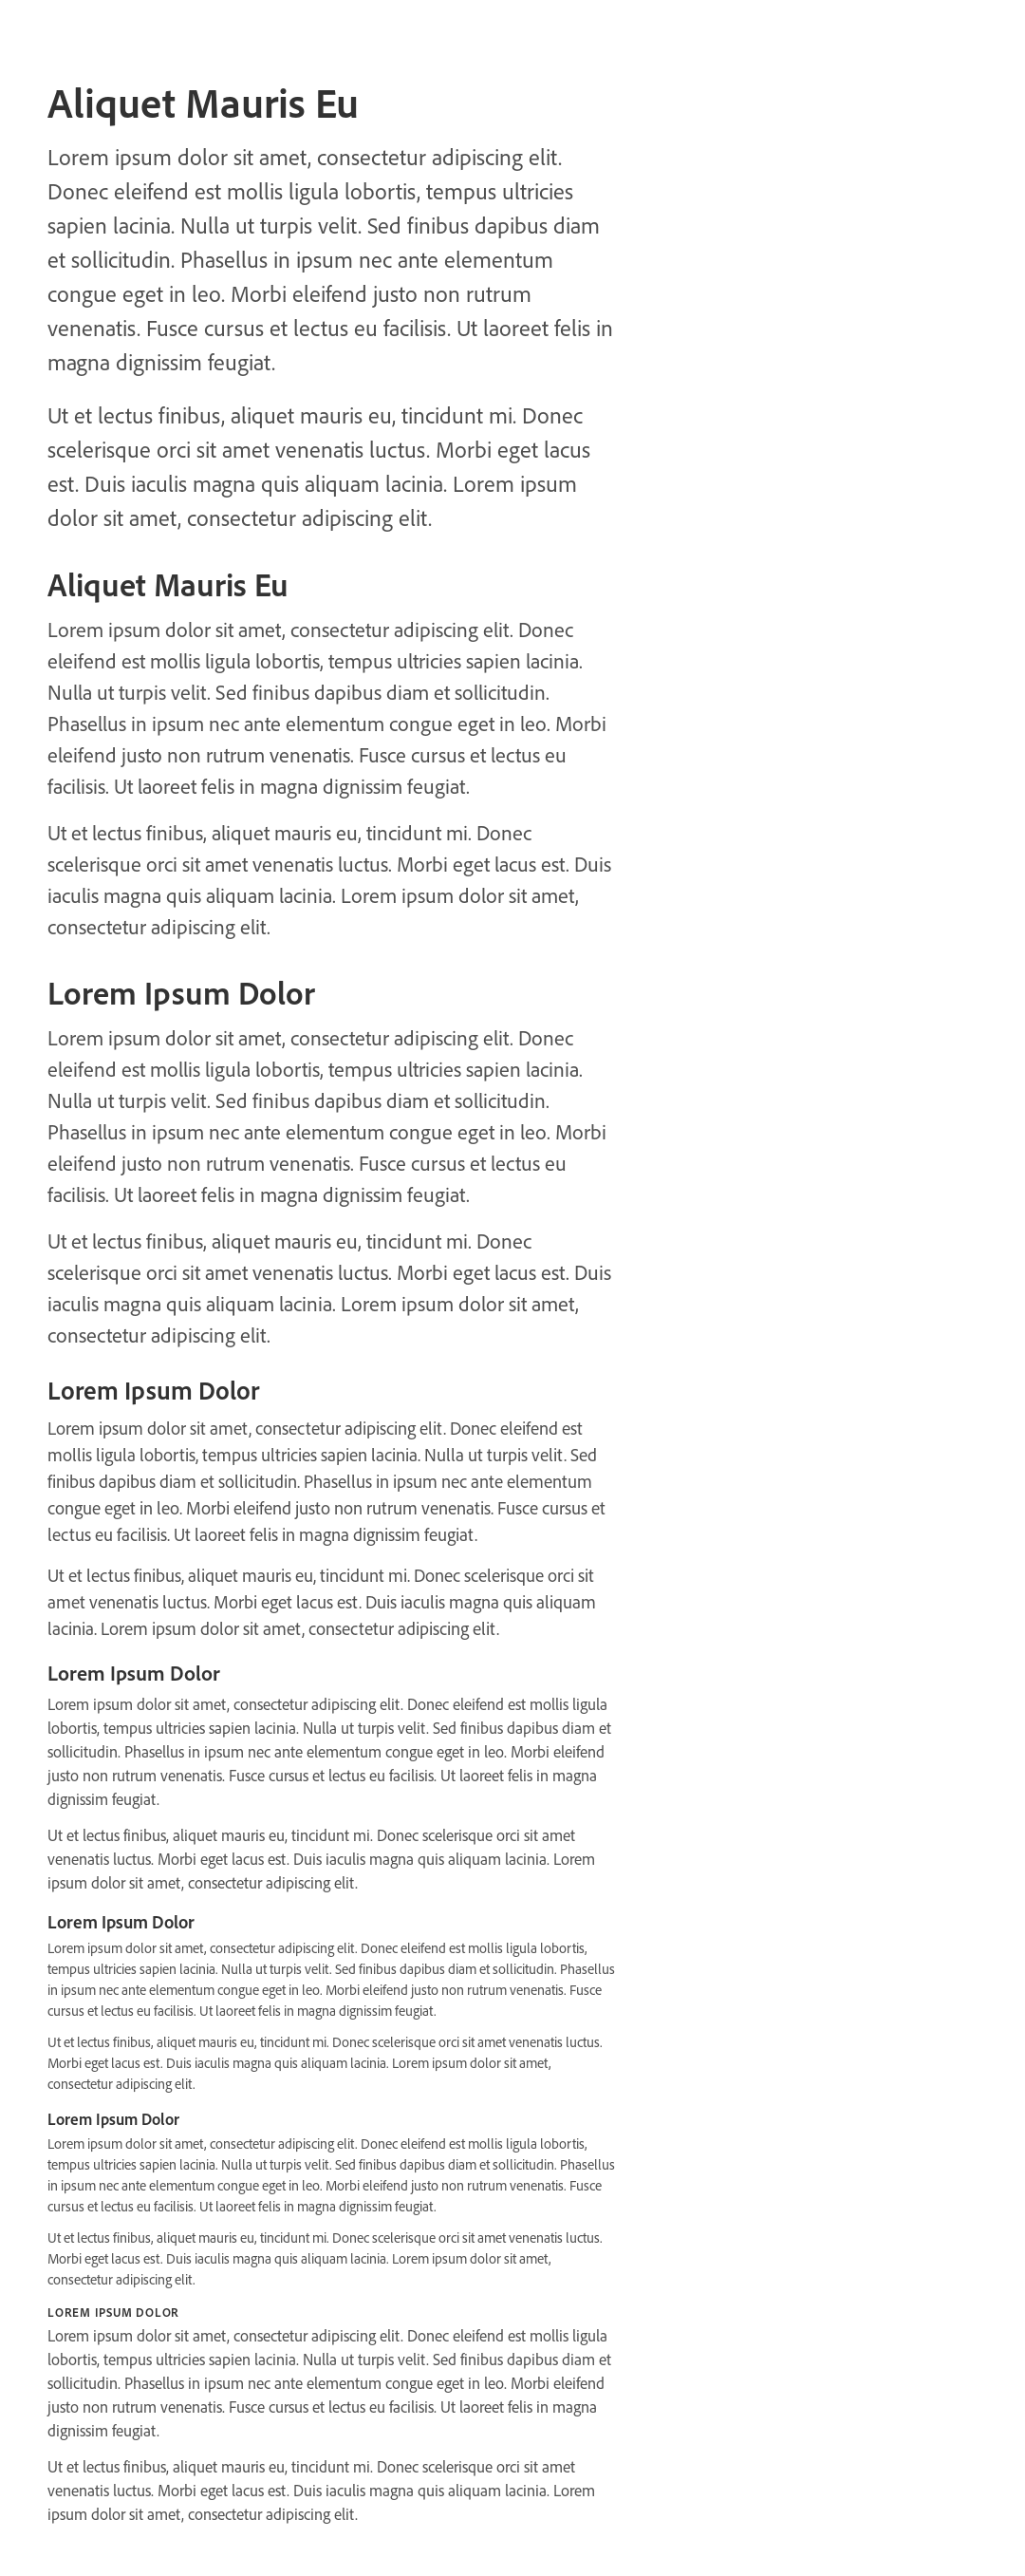 Aliquet Mauris Eu
Lorem ipsum dolor sit amet, consectetur adipiscing elit.
Donec eleifend est mollis ligula lobortis, tempus ultricies
sapien lacinia. Nulla ut turpis velit. Sed finibus dapibus diam
et sollicitudin. Phasellus in ipsum nec ante elementum
congue eget in leo. Morbi eleifend justo non rutrum
venenatis. Fusce cursus et lectus eu facilisis. Ut laoreet felis in
magna dignissim feugiat.
Ut et lectus finibus, aliquet mauris eu, tincidunt mi. Donec
scelerisque orci sit amet venenatis luctus. Morbi eget lacus
est. Duis iaculis magna quis aliquam lacinia. Lorem ipsum
dolor sit amet, consectetur adipiscing elit.
Aliquet Mauris Eu
Lorem ipsum dolor sit amet, consectetur adipiscing elit. Donec
eleifend est mollis ligula lobortis, tempus ultricies sapien lacinia.
Nulla ut turpis velit. Sed finibus dapibus diam et sollicitudin.
Phasellus in ipsum nec ante elementum congue eget in leo. Morbi
eleifend justo non rutrum venenatis. Fusce cursus et lectus eu
facilisis. Ut laoreet felis in magna dignissim feugiat.
Ut et lectus finibus, aliquet mauris eu, tincidunt mi. Donec
scelerisque orci sit amet venenatis luctus. Morbi eget lacus est. Duis
iaculis magna quis aliquam lacinia. Lorem ipsum dolor sit amet,
consectetur adipiscing elit.
Lorem Ipsum Dolor
Lorem ipsum dolor sit amet, consectetur adipiscing elit. Donec
eleifend est mollis ligula lobortis, tempus ultricies sapien lacinia.
Nulla ut turpis velit. Sed finibus dapibus diam et sollicitudin.
Phasellus in ipsum nec ante elementum congue eget in leo. Morbi
eleifend justo non rutrum venenatis. Fusce cursus et lectus eu
facilisis. Ut laoreet felis in magna dignissim feugiat.
Ut et lectus finibus, aliquet mauris eu, tincidunt mi. Donec
scelerisque orci sit amet venenatis luctus. Morbi eget lacus est. Duis
iaculis magna quis aliquam lacinia. Lorem ipsum dolor sit amet,
consectetur adipiscing elit.
Lorem Ipsum Dolor
Lorem ipsum dolor sit amet, consectetur adipiscing elit. Donec eleifend est
mollis ligula lobortis, tempus ultricies sapien lacinia. Nulla ut turpis velit. Sed
finibus dapibus diam et sollicitudin. Phasellus in ipsum nec ante elementum
congue eget in leo. Morbi eleifend justo non rutrum venenatis. Fusce cursus et
lectus eu facilisis. Ut laoreet felis in magna dignissim feugiat.
Ut et lectus finibus, aliquet mauris eu, tincidunt mi. Donec scelerisque orci sit
amet venenatis luctus. Morbi eget lacus est. Duis iaculis magna quis aliquam
lacinia. Lorem ipsum dolor sit amet, consectetur adipiscing elit.
Lorem Ipsum Dolor
Lorem ipsum dolor sit amet, consectetur adipiscing elit. Donec eleifend est mollis ligula
lobortis, tempus ultricies sapien lacinia. Nulla ut turpis velit. Sed finibus dapibus diam et
sollicitudin. Phasellus in ipsum nec ante elementum congue eget in leo. Morbi eleifend
justo non rutrum venenatis. Fusce cursus et lectus eu facilisis. Ut laoreet felis in magna
dignissim feugiat.
Ut et lectus finibus, aliquet mauris eu, tincidunt mi. Donec scelerisque orci sit amet
venenatis luctus. Morbi eget lacus est. Duis iaculis magna quis aliquam lacinia. Lorem
ipsum dolor sit amet, consectetur adipiscing elit.
Lorem Ipsum Dolor
Lorem ipsum dolor sit amet, consectetur adipiscing elit. Donec eleifend est mollis ligula lobortis,
tempus ultricies sapien lacinia. Nulla ut turpis velit. Sed finibus dapibus diam et sollicitudin. Phasellus
in ipsum nec ante elementum congue eget in leo. Morbi eleifend justo non rutrum venenatis. Fusce
cursus et lectus eu facilisis. Ut laoreet felis in magna dignissim feugiat.
Ut et lectus finibus, aliquet mauris eu, tincidunt mi. Donec scelerisque orci sit amet venenatis luctus.
Morbi eget lacus est. Duis iaculis magna quis aliquam lacinia. Lorem ipsum dolor sit amet,
consectetur adipiscing elit.
Lorem Ipsum Dolor
Lorem ipsum dolor sit amet, consectetur adipiscing elit. Donec eleifend est mollis ligula lobortis,
tempus ultricies sapien lacinia. Nulla ut turpis velit. Sed finibus dapibus diam et sollicitudin. Phasellus
in ipsum nec ante elementum congue eget in leo. Morbi eleifend justo non rutrum venenatis. Fusce
cursus et lectus eu facilisis. Ut laoreet felis in magna dignissim feugiat.
Ut et lectus finibus, aliquet mauris eu, tincidunt mi. Donec scelerisque orci sit amet venenatis luctus.
Morbi eget lacus est. Duis iaculis magna quis aliquam lacinia. Lorem ipsum dolor sit amet,
consectetur adipiscing elit.
LOREM IPSUM DOLOR
Lorem ipsum dolor sit amet, consectetur adipiscing elit. Donec eleifend est mollis ligula
lobortis, tempus ultricies sapien lacinia. Nulla ut turpis velit. Sed finibus dapibus diam et
sollicitudin. Phasellus in ipsum nec ante elementum congue eget in leo. Morbi eleifend
justo non rutrum venenatis. Fusce cursus et lectus eu facilisis. Ut laoreet felis in magna
dignissim feugiat.
Ut et lectus finibus, aliquet mauris eu, tincidunt mi. Donec scelerisque orci sit amet
venenatis luctus. Morbi eget lacus est. Duis iaculis magna quis aliquam lacinia. Lorem
ipsum dolor sit amet, consectetur adipiscing elit.